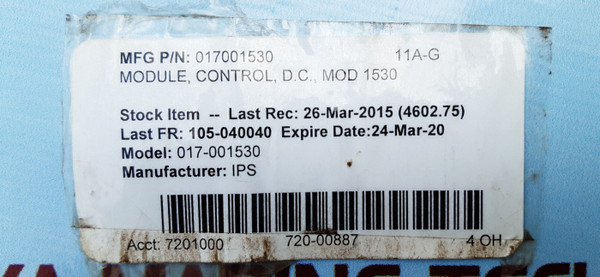 MFG P/N: 017001530 11A-G
MODULE, CONTROL, D.C., MOD 1530
Stock Item -- Last Rec: 26-Mar-2015 (4602.75)
Last FR: 105-040040 Expire Date:24-Mar-20
Model: 017-001530
Manufacturer: IPS
Acct: 7201000 720-00887 4 OH